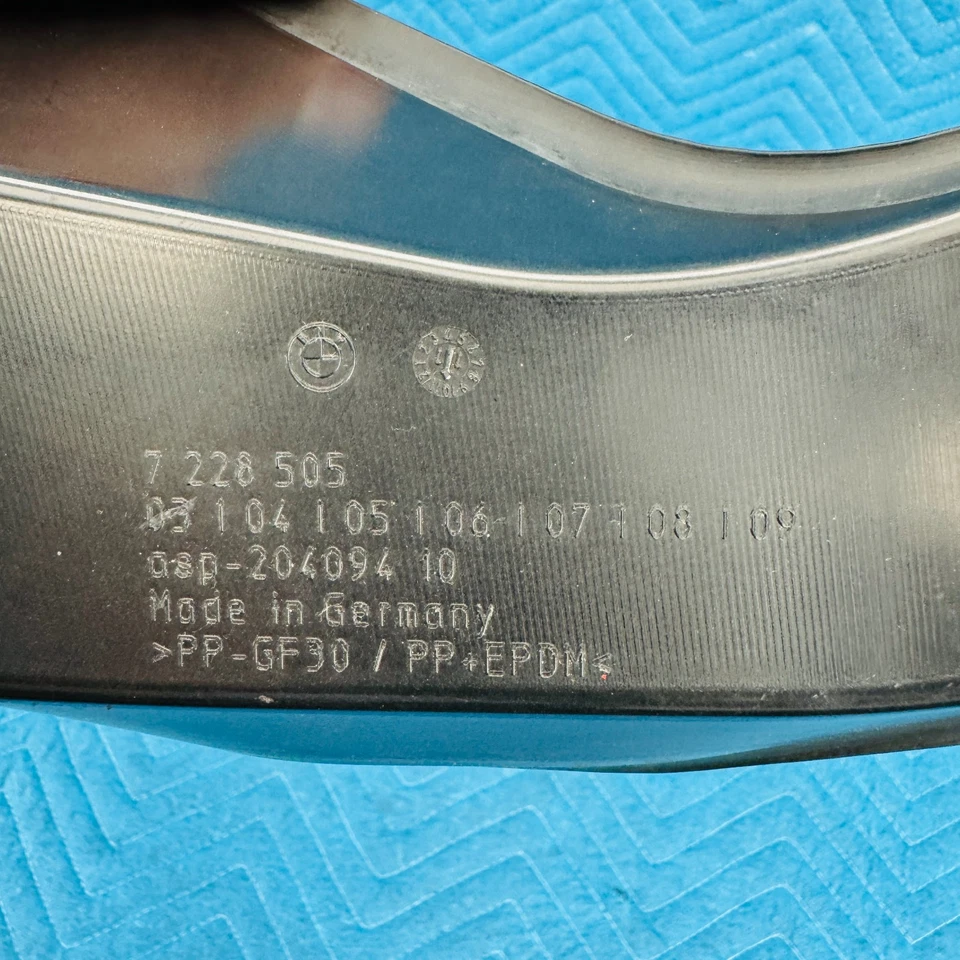 BMW
7 228 505
03 | 04 | 05 | 06 | 07 | 08 | 09
asp-204094 10
Made in Germany
>PP-GF30 / PP+EPDM<